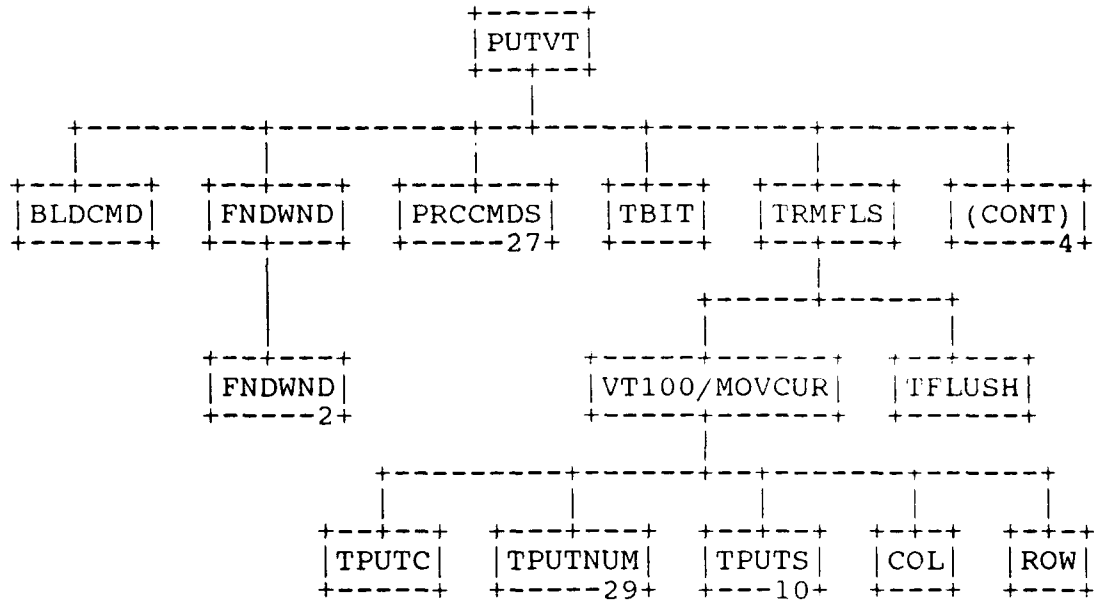 PUTVT
BLDCMD FNDWND PRCCMDS TBIT TRMFLS (CONT)
27 4
FNDWND VT100/MOVCUR TFLUSH
2
TPUTC TPUTNUM TPUTS COL ROW
29 10